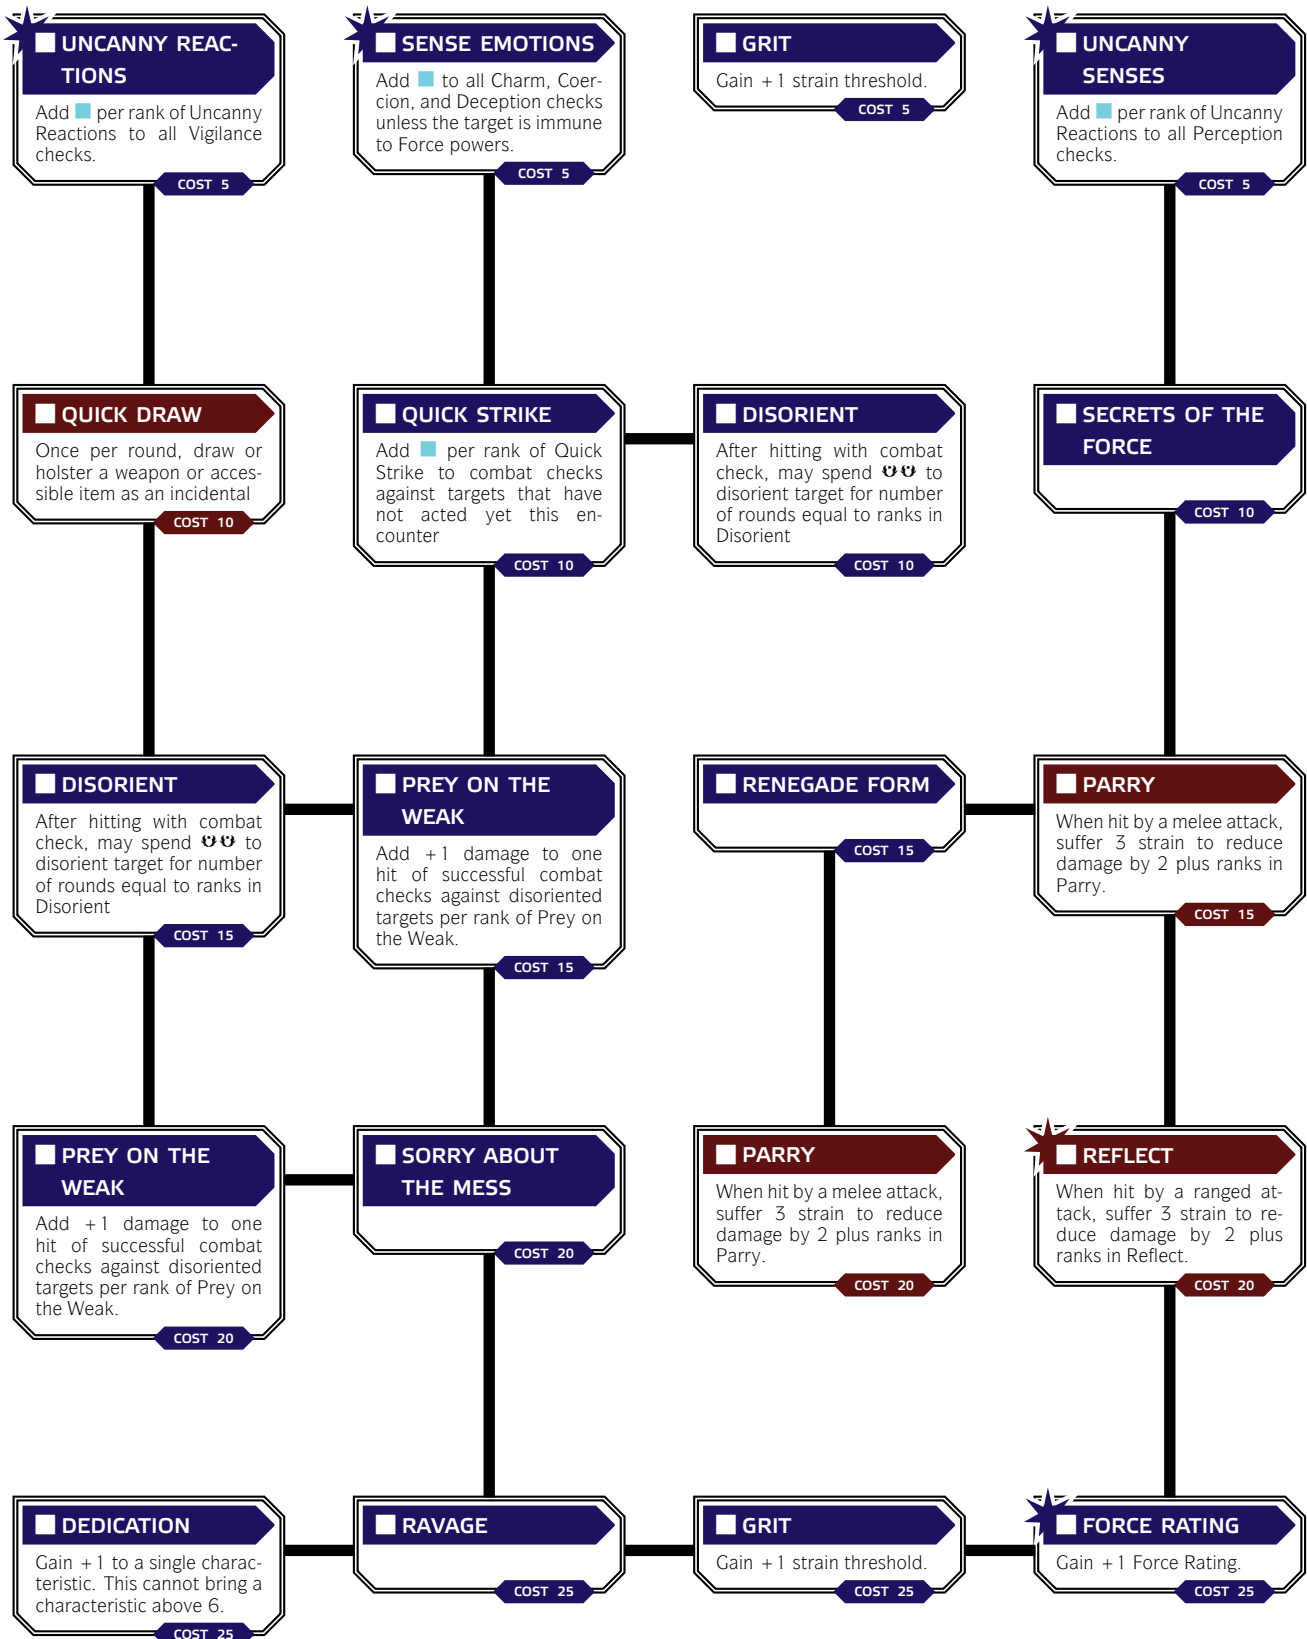 UNCANNY REAC-
TIONS
Add per rank of Uncanny
Reactions to all Vigilance
checks.
COST 5
SENSE EMOTIONS
Add to all Charm, Coer-
cion, and Deception checks
unless the target is immune
to Force powers.
COST 5
GRIT
Gain +1 strain threshold.
COST 5
UNCANNY
SENSES
Add per rank of Uncanny
Reactions to all Perception
checks.
COST 5
QUICK DRAW
Once per round, draw or
holster a weapon or acces-
sible item as an incidental
COST 10
QUICK STRIKE
Add per rank of Quick
Strike to combat checks
against targets that have
not acted yet this en-
counter
COST 10
DISORIENT
After hitting with combat
check, may spend to
disorient target for number
of rounds equal to ranks in
Disorient
COST 10
SECRETS OF THE
FORCE
COST 10
DISORIENT
After hitting with combat
check, may spend to
disorient target for number
of rounds equal to ranks in
Disorient
COST 15
PREY ON THE
WEAK
Add +1 damage to one
hit of successful combat
checks against disoriented
targets per rank of Prey on
the Weak.
COST 15
RENEGADE FORM
COST 15
PARRY
When hit by a melee attack,
suffer 3 strain to reduce
damage by 2 plus ranks in
Parry.
COST 15
PREY ON THE
WEAK
Add +1 damage to one
hit of successful combat
checks against disoriented
targets per rank of Prey on
the Weak.
COST 20
SORRY ABOUT
THE MESS
COST 20
PARRY
When hit by a melee attack,
suffer 3 strain to reduce
damage by 2 plus ranks in
Parry.
COST 20
REFLECT
When hit by a ranged at-
tack, suffer 3 strain to re-
duce damage by 2 plus
ranks in Reflect.
COST 20
DEDICATION
Gain +1 to a single charac-
teristic. This cannot bring a
characteristic above 6.
COST 25
RAVAGE
COST 25
GRIT
Gain +1 strain threshold.
COST 25
FORCE RATING
Gain +1 Force Rating.
COST 25